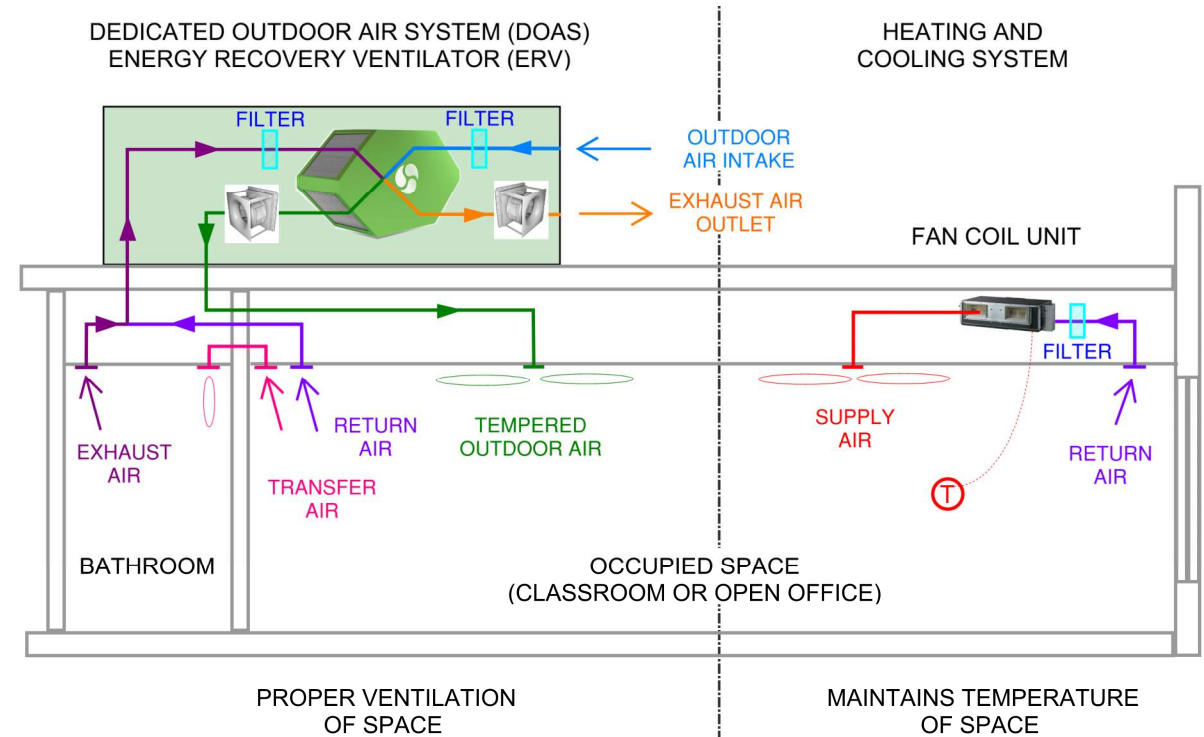 DEDICATED OUTDOOR AIR SYSTEM (DOAS)
ENERGY RECOVERY VENTILATOR (ERV)
HEATING AND
COOLING SYSTEM
FILTER
FILTER
OUTDOOR
AIR INTAKE
EXHAUST AIR
OUTLET
FAN COIL UNIT
FILTER
EXHAUST
AIR
TRANSFER
AIR
RETURN
AIR
TEMPERED
OUTDOOR AIR
SUPPLY
AIR
RETURN
AIR
T
BATHROOM
OCCUPIED SPACE
(CLASSROOM OR OPEN OFFICE)
PROPER VENTILATION
OF SPACE
MAINTAINS TEMPERATURE
OF SPACE